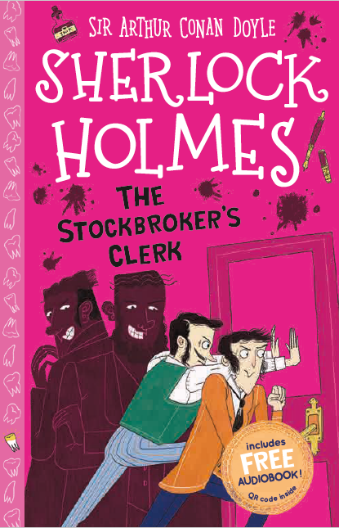 SIR ARTHUR CONAN DOYLE
SHERLOCK
HOLMES
THE
STOCKBROKER'S
CLERK
includes
FREE
AUDIOBOOK!
QR code inside